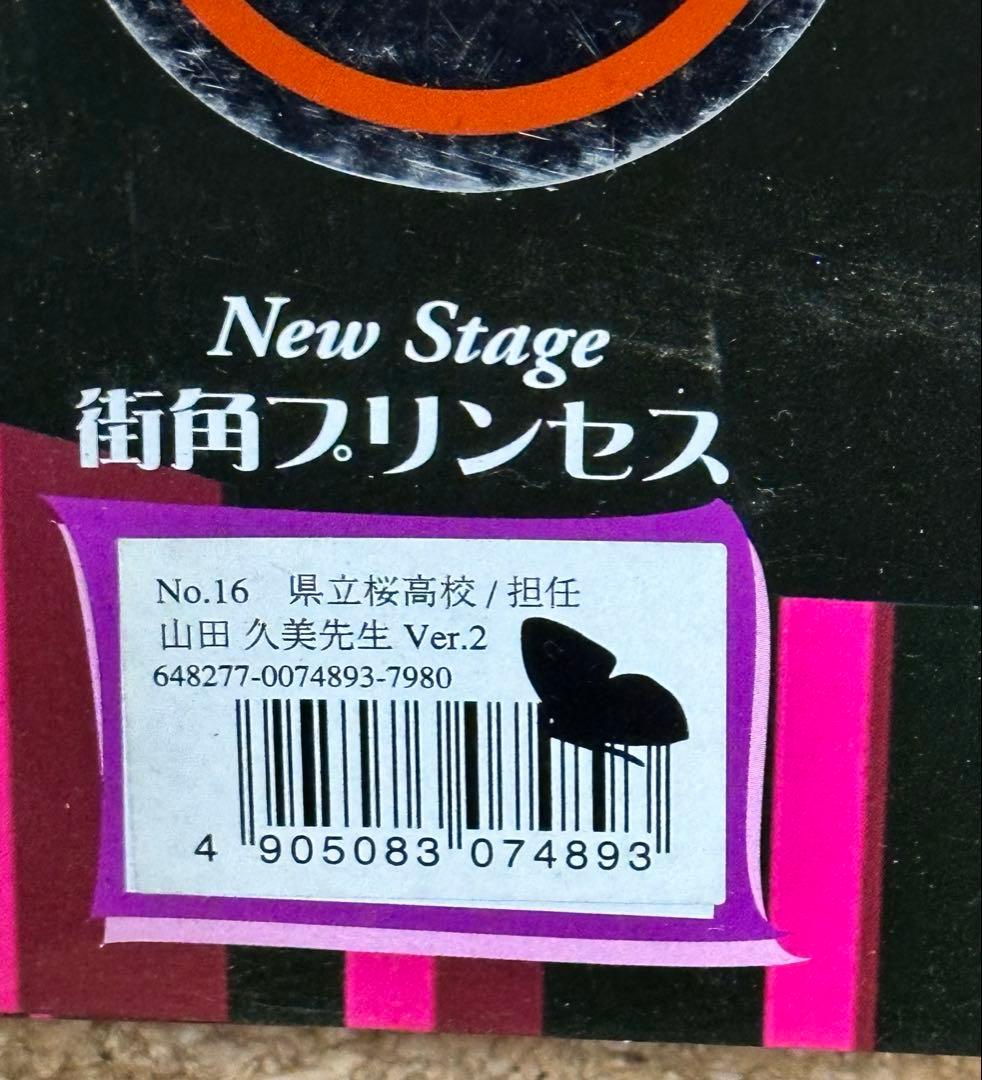 New Stage
街角プリンセス
No.16　県立桜高校 / 担任
山田 久美先生 Ver.2
648277-0074893-7980
4 905083 074893